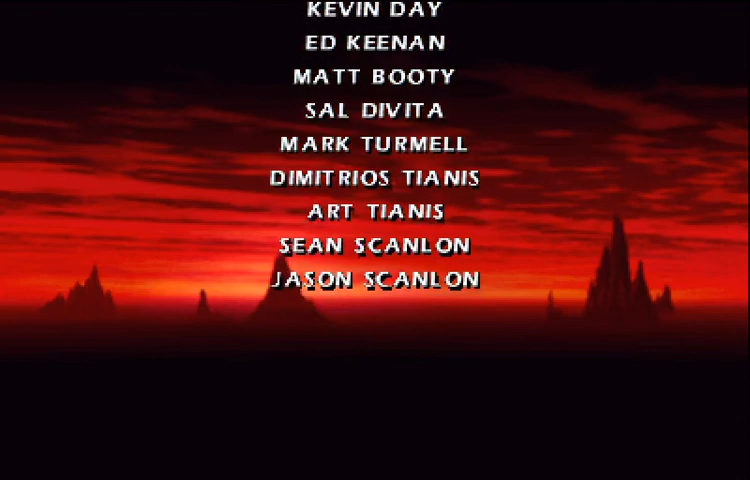 KEVIN DAY
ED KEENAN
MATT BOOTY
SAL DIVITA
MARK TURMELL
DIMITRIOS TIANIS
ART TIANIS
SEAN SCANLON
JASON SCANLON